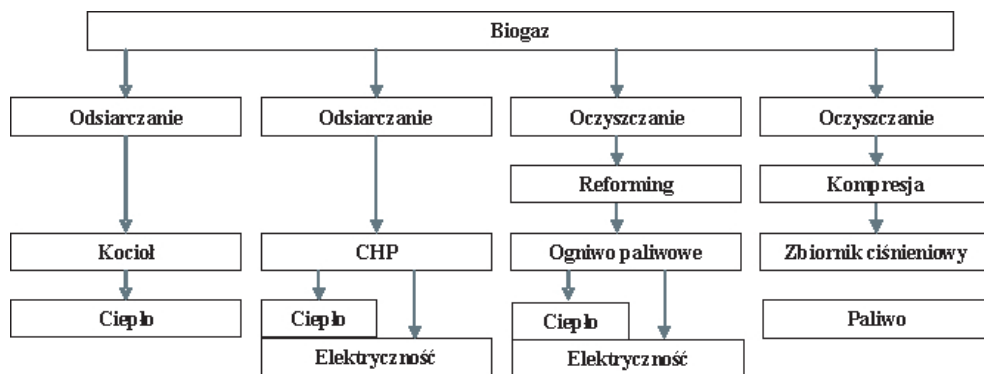 Biogaz
Odsiarczanie
Odsiarczanie
Oczyszczanie
Oczyszczanie
Reforming
Kompresja
Kocioł
CHP
Ogniwo paliwowe
Zbiornik ciśnieniowy
Ciepło
Ciepło
Ciepło
Paliwo
Elektryczność
Elektryczność